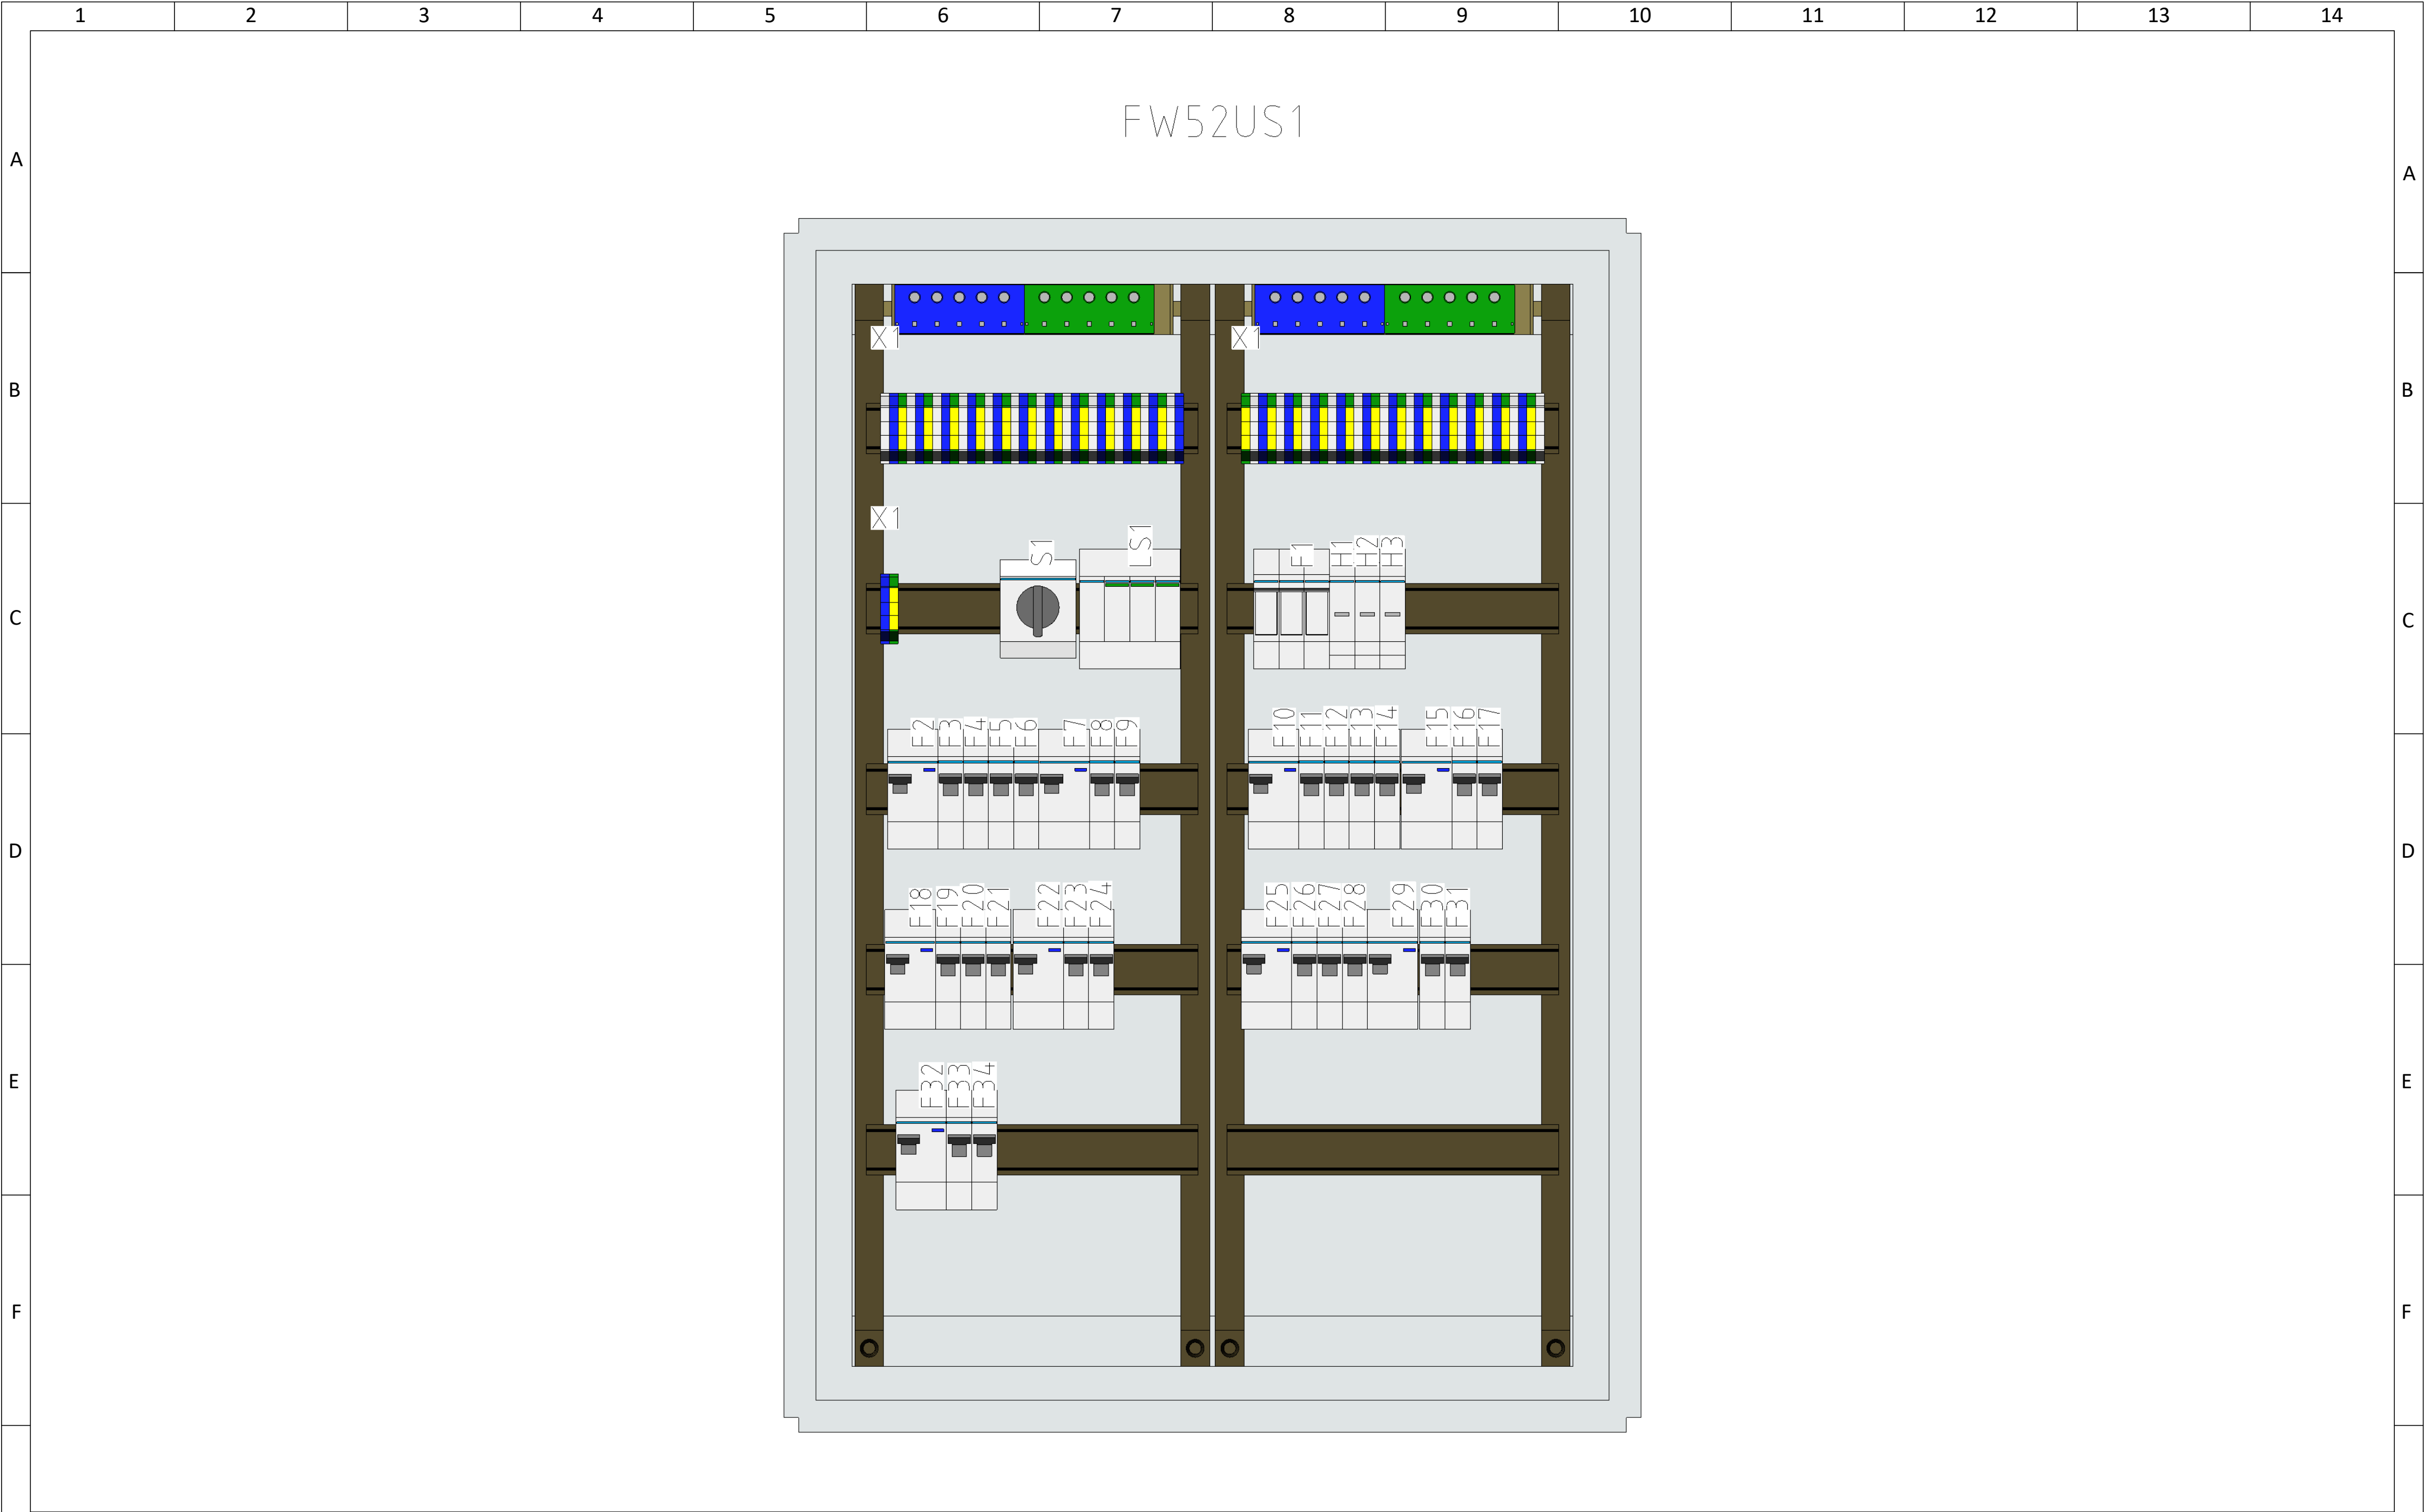 1 2 3 4 5 6 7 8 9 10 11 12 13 14
FW52US1
A A
X1 X1
B B
X1
S1 LS1 F1 H1 H2 H3
C C
F2 F3 F4 F5 F6 F7 F8 F9 F10 F11 F12 F13 F14 F15 F16 F17
D D
F18 F19 F20 F21 F22 F23 F24 F25 F26 F27 F28 F29 F30 F31
E E
F32 F33 F34
F F